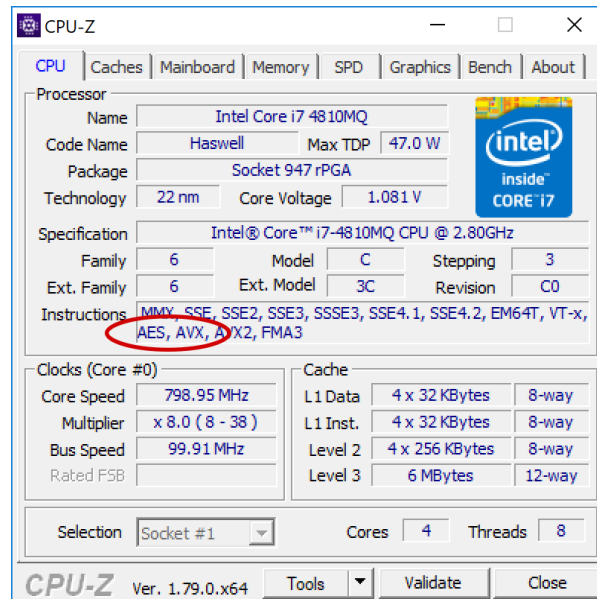 CPU-Z
CPU Caches Mainboard Memory SPD Graphics Bench About
Processor
Name Intel Core i7 4810MQ
Code Name Haswell Max TDP 47.0 W
Package Socket 947 rPGA
Technology 22 nm Core Voltage 1.081 V
intel
inside™
CORE™ i7
Specification Intel® Core™ i7-4810MQ CPU @ 2.80GHz
Family 6 Model C Stepping 3
Ext. Family 6 Ext. Model 3C Revision C0
Instructions MMX, SSE, SSE2, SSE3, SSSE3, SSE4.1, SSE4.2, EM64T, VT-x,
AES, AVX, AVX2, FMA3
Clocks (Core #0)
Core Speed 798.95 MHz
Multiplier x 8.0 ( 8 - 38 )
Bus Speed 99.91 MHz
Rated FSB
Cache
L1 Data 4 x 32 KBytes 8-way
L1 Inst. 4 x 32 KBytes 8-way
Level 2 4 x 256 KBytes 8-way
Level 3 6 MBytes 12-way
Selection Socket #1 Cores 4 Threads 8
CPU-Z Ver. 1.79.0.x64 Tools Validate Close